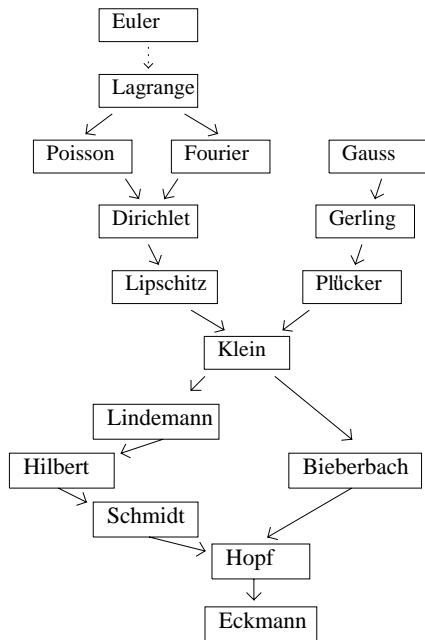 Euler
Lagrange
Poisson Fourier Gauss
Dirichlet Gerling
Lipschitz Plücker
Klein
Lindemann
Hilbert Bieberbach
Schmidt
Hopf
Eckmann